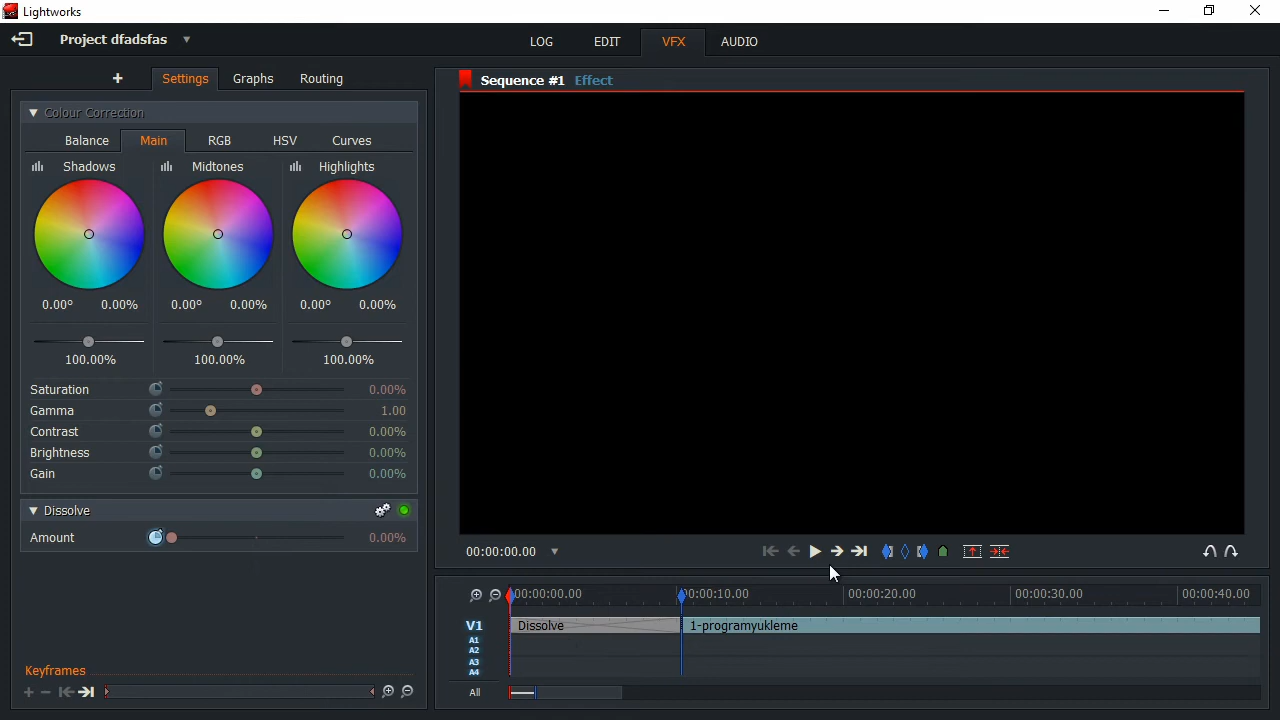 Lightworks
Project dfadsfas
LOG EDIT VFX AUDIO
+ Settings Graphs Routing
Sequence #1 Effect
Colour Correction
Balance Main RGB HSV Curves
Shadows Midtones Highlights
0.00° 0.00% 0.00° 0.00% 0.00° 0.00%
100.00% 100.00% 100.00%
Saturation 0.00%
Gamma 1.00
Contrast 0.00%
Brightness 0.00%
Gain 0.00%
Dissolve
Amount 0.00%
00:00:00.00
00:00:00.00 00:00:10.00 00:00:20.00 00:00:30.00 00:00:40.00
V1 Dissolve 1-programyukleme
A1
A2
A3
A4
All
Keyframes